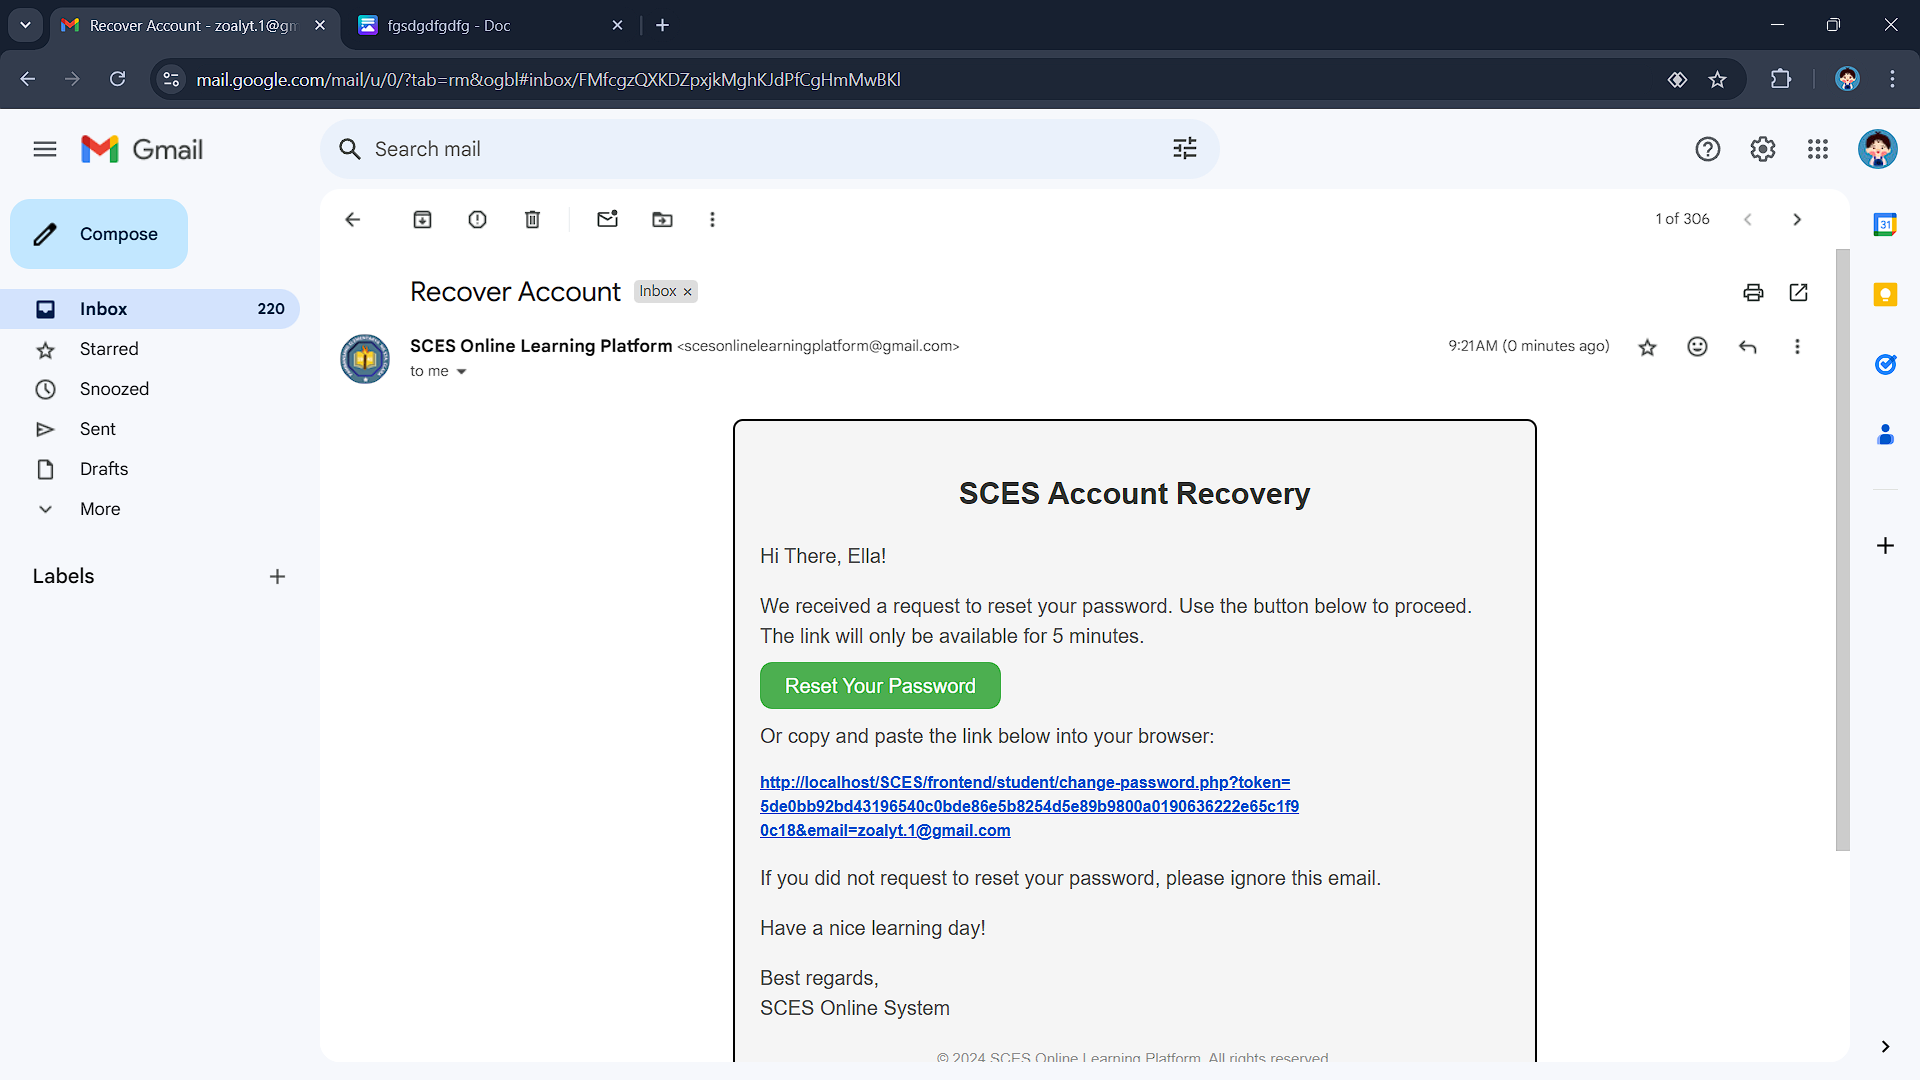 Recover Account - zoalyt.1@gm
fgsdgdfgdfg - Doc
mail.google.com/mail/u/0/?tab=rm&ogbl#inbox/FMfcgzQXKDZpxjkMghKJdPfCgHmMwBKl
Gmail
Search mail
Compose
1 of 306
31
Recover Account
Inbox ×
Inbox 220
SCES Online Learning Platform <scesonlinelearningplatform@gmail.com>
9:21AM (0 minutes ago)
to me
Starred
Snoozed
Sent
Drafts
More
Labels
SCES Account Recovery
Hi There, Ella!
We received a request to reset your password. Use the button below to proceed.
The link will only be available for 5 minutes.
Reset Your Password
Or copy and paste the link below into your browser:
http://localhost/SCES/frontend/student/change-password.php?token=
5de0bb92bd43196540c0bde86e5b8254d5e89b9800a0190636222e65c1f9
0c18&email=zoalyt.1@gmail.com
If you did not request to reset your password, please ignore this email.
Have a nice learning day!
Best regards,
SCES Online System
© 2024 SCES Online Learning Platform. All rights reserved.